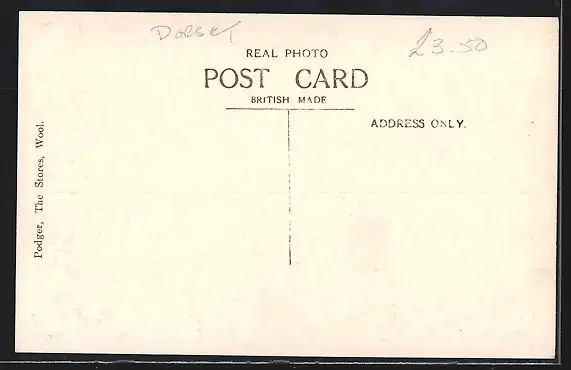 Dorset
£3-50
REAL PHOTO
POST CARD
BRITISH MADE
ADDRESS ONLY.
Podger, The Stores, Wool.